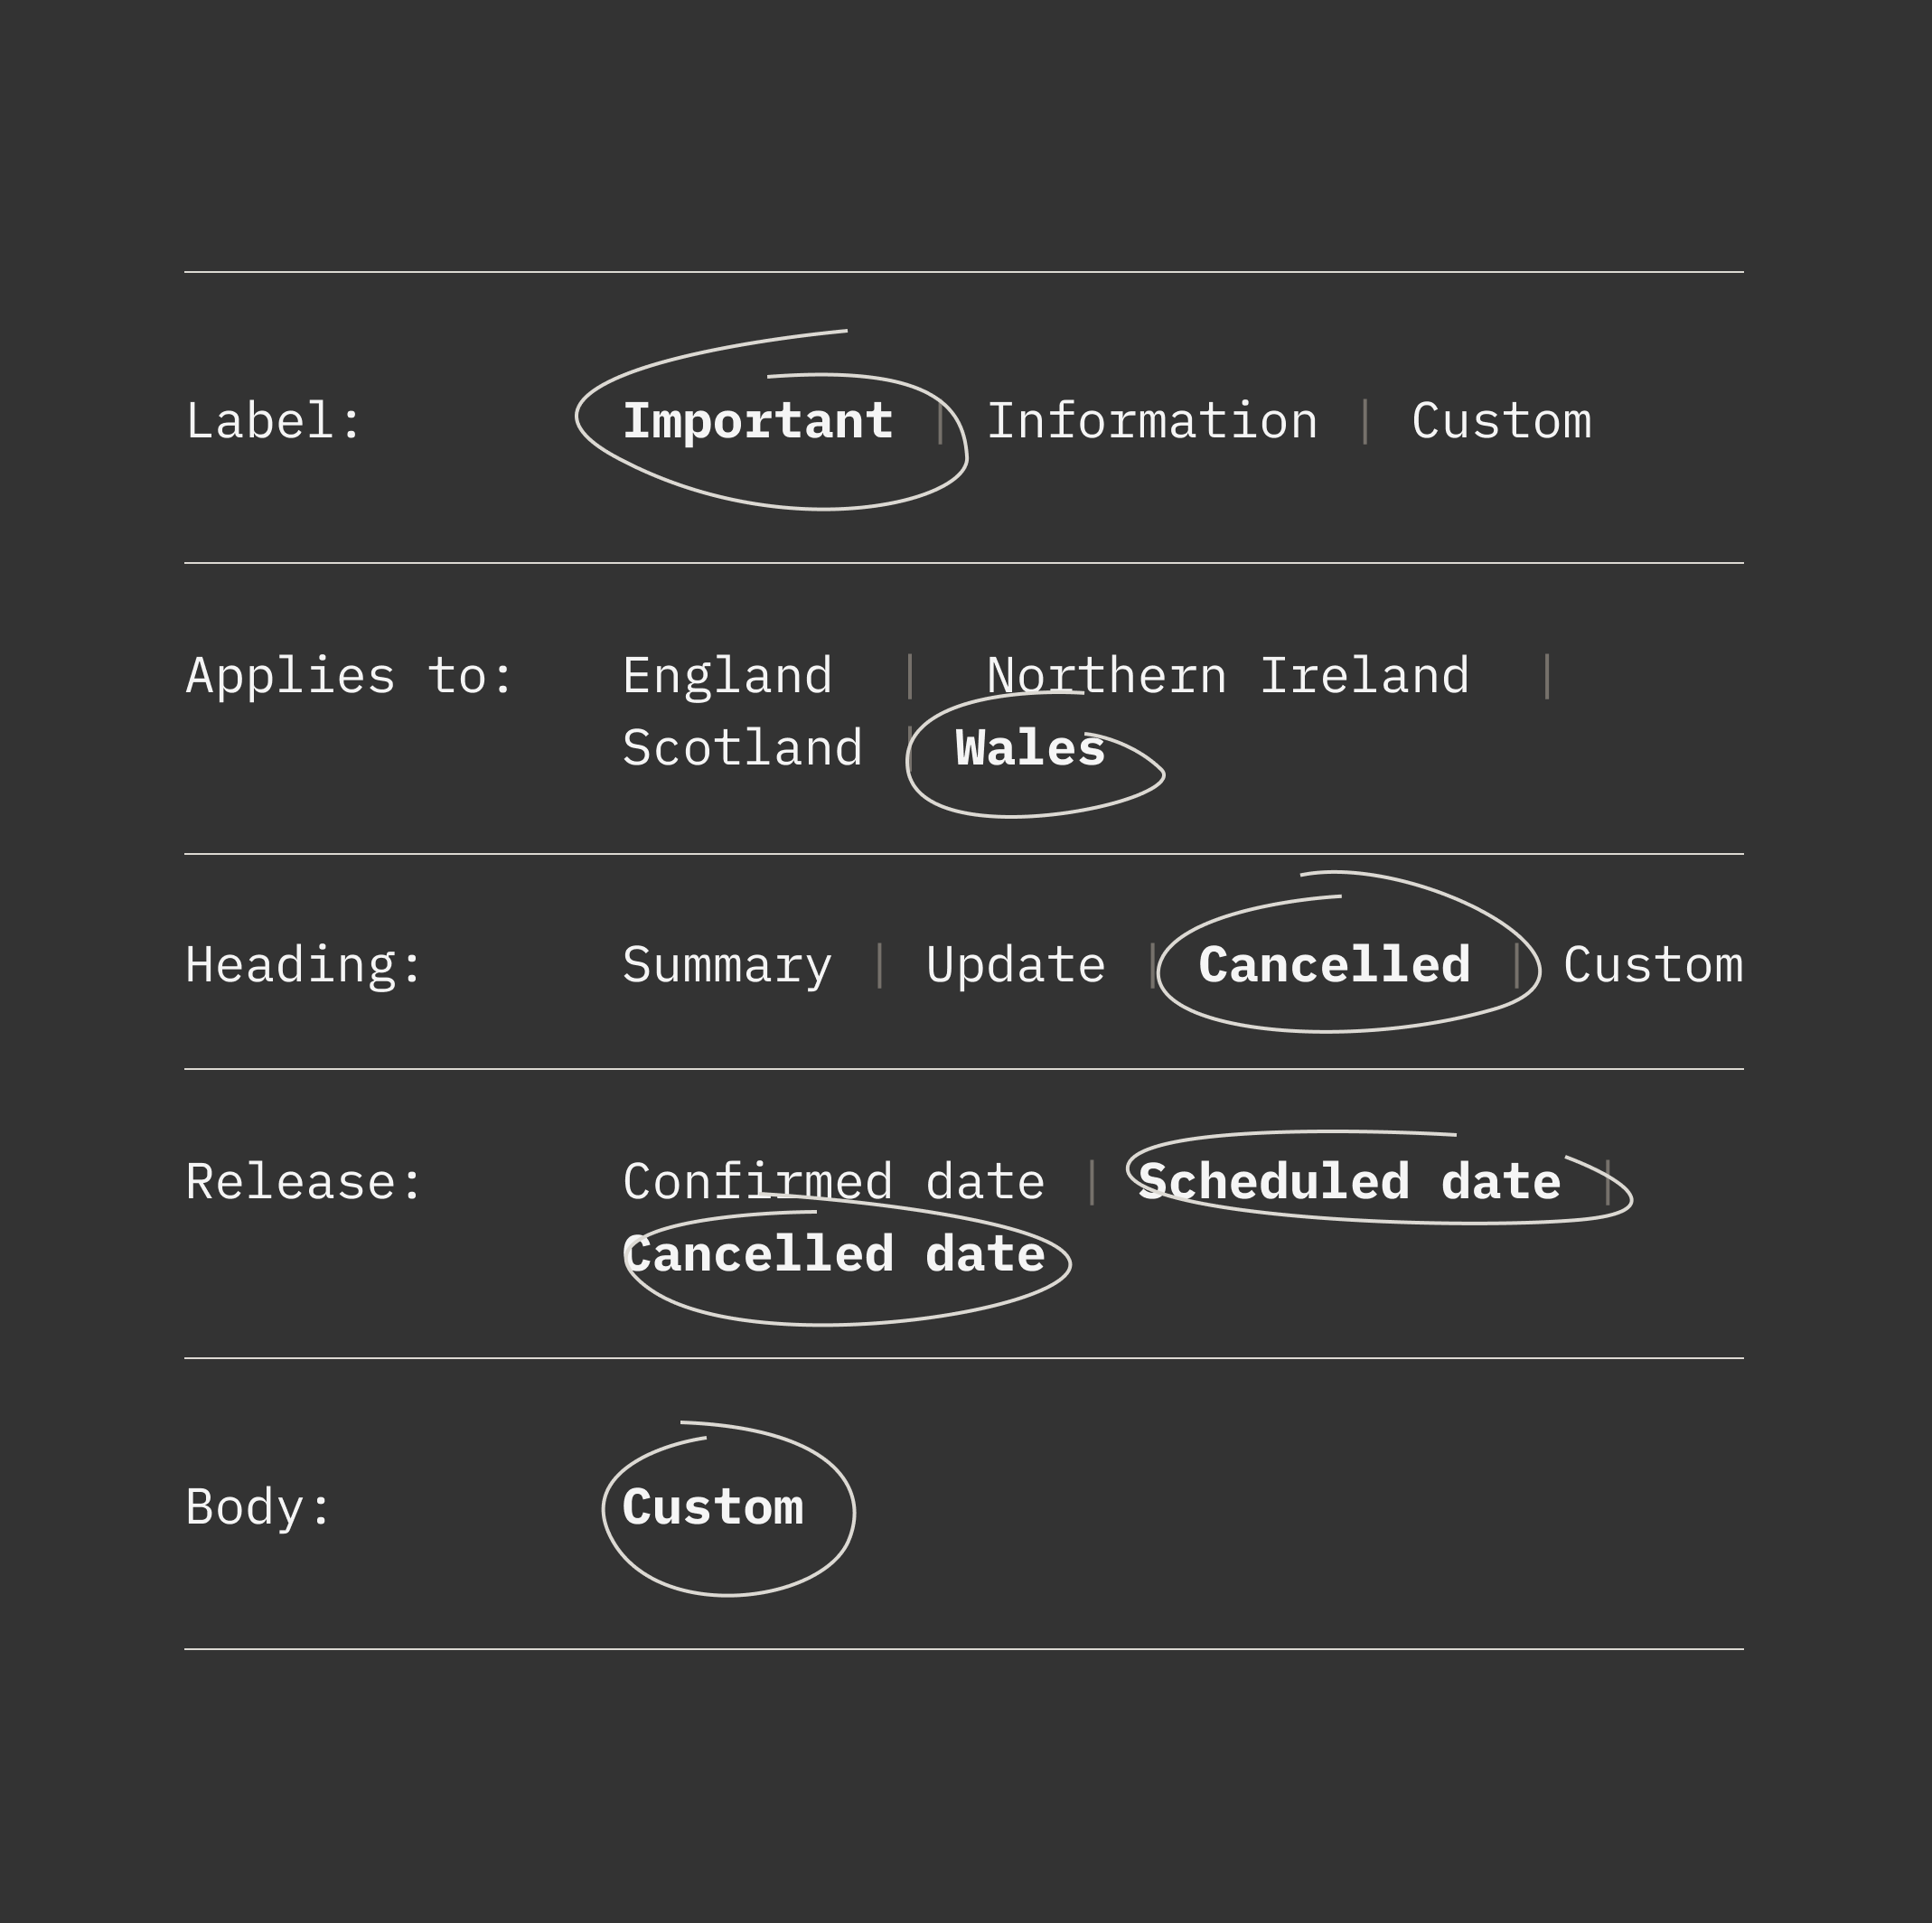 Label: Important | Information | Custom
Applies to: England | Northern Ireland |
Scotland | Wales
Heading: Summary | Update | Cancelled | Custom
Release: Confirmed date | Scheduled date |
Cancelled date
Body: Custom